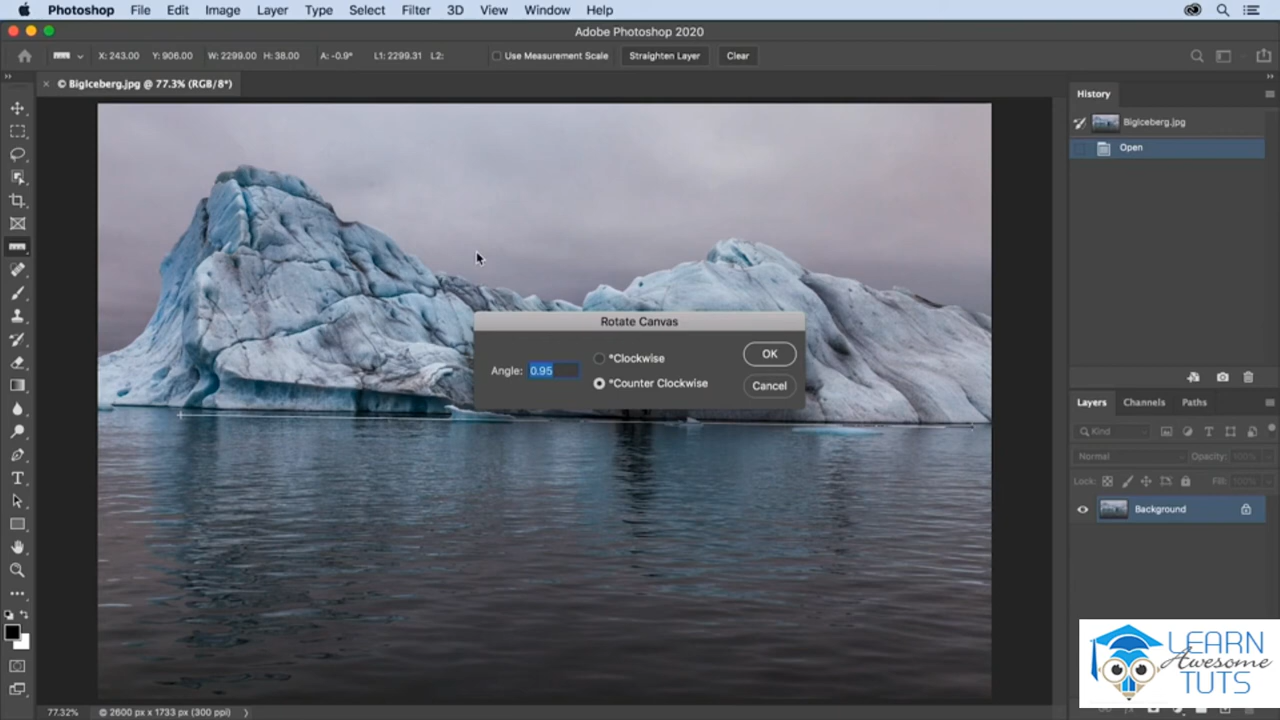 Photoshop File Edit Image Layer Type Select Filter 3D View Window Help
Adobe Photoshop 2020
X: 243.00 Y: 906.00 W: 2299.00 H: 38.00 A: -0.9° L1: 2299.31 L2: Use Measurement Scale Straighten Layer Clear
× © BigIceberg.jpg @ 77.3% (RGB/8*)
History
BigIceberg.jpg
Open
Rotate Canvas
Angle: 0.95
°Clockwise
°Counter Clockwise
OK
Cancel
Layers Channels Paths
Kind
Normal Opacity: 100%
Lock: Fill: 100%
Background
LEARN
Awesome
TUTS
77.32% © 2600 px x 1733 px (300 ppi)